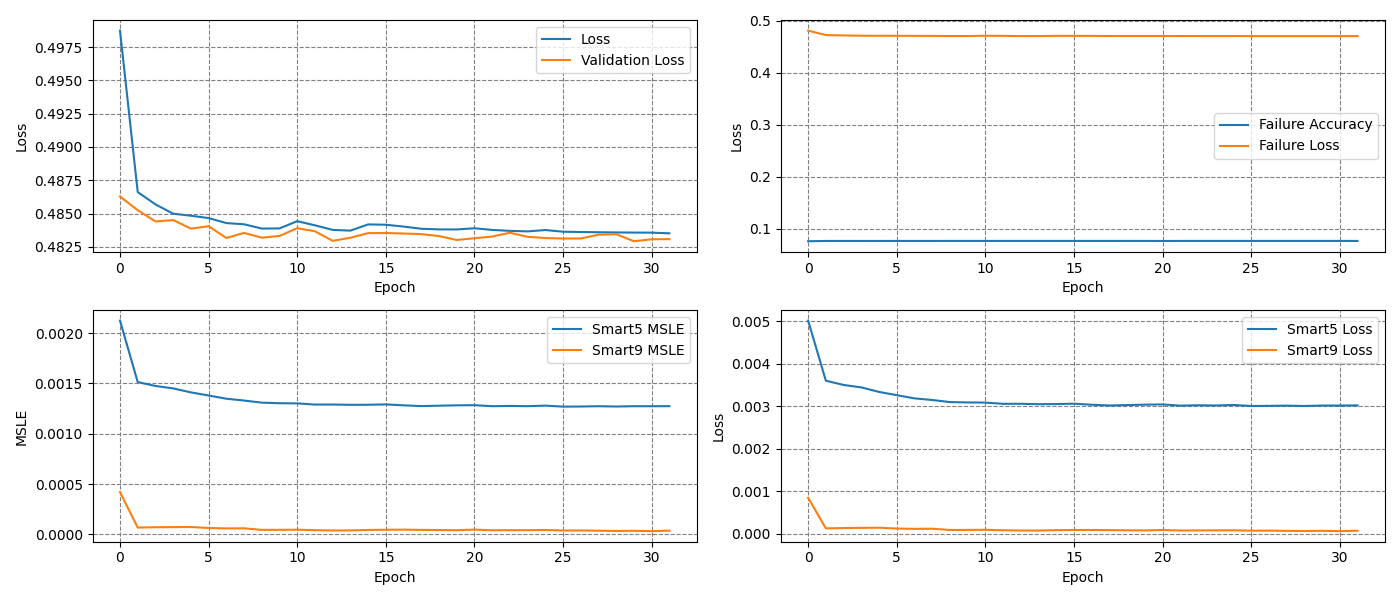 Loss
0.4975
0.4950
0.4925
0.4900
0.4875
0.4850
0.4825
0 5 10 15 20 25 30
Epoch
Loss
Validation Loss
Loss
0.5
0.4
0.3
0.2
0.1
0 5 10 15 20 25 30
Epoch
Failure Accuracy
Failure Loss
MSLE
0.0020
0.0015
0.0010
0.0005
0.0000
0 5 10 15 20 25 30
Epoch
Smart5 MSLE
Smart9 MSLE
Loss
0.005
0.004
0.003
0.002
0.001
0.000
0 5 10 15 20 25 30
Epoch
Smart5 Loss
Smart9 Loss